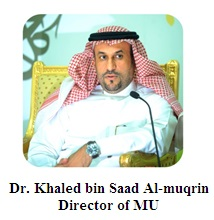 Dr. Khaled bin Saad Al-muqrin
Director of MU